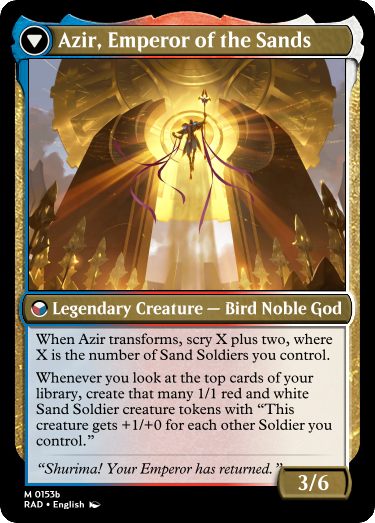 Azir, Emperor of the Sands
Legendary Creature — Bird Noble God
When Azir transforms, scry X plus two, where
X is the number of Sand Soldiers you control.
Whenever you look at the top cards of your
library, create that many 1/1 red and white
Sand Soldier creature tokens with “This
creature gets +1/+0 for each other Soldier you
control.”
“Shurima! Your Emperor has returned.”
3/6
M 0153b
RAD • English